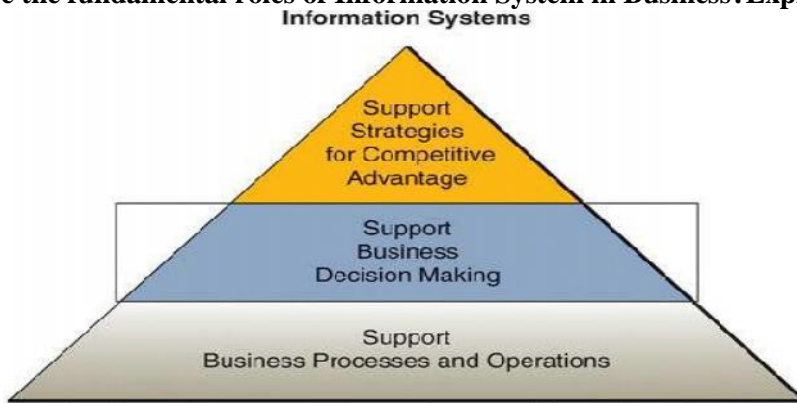 e the fundamental roles of Information System in Business?Exp
Information Systems
Support
Strategies
for Competitive
Advantage
Support
Business
Decision Making
Support
Business Processes and Operations